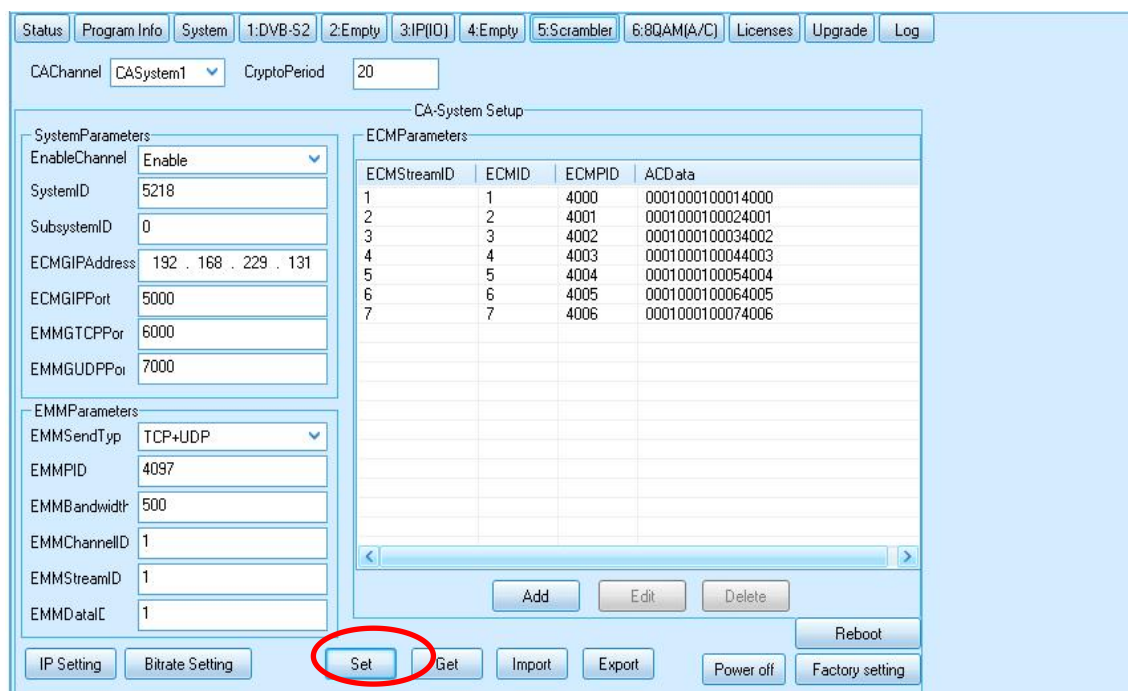 Status Program Info System 1:DVB-S2 2:Empty 3:IP(IO) 4:Empty 5:Scrambler 6:8QAM(A/C) Licenses Upgrade Log
CAChannel CASystem1 CryptoPeriod 20
CA-System Setup
SystemParameters
EnableChannel Enable
SystemID 5218
SubsystemID 0
ECMGIPAddress 192 . 168 . 229 . 131
ECMGIPPort 5000
EMMGTCPPor 6000
EMMGUDPPor 7000
EMMParameters
EMMSendTyp TCP+UDP
EMMPID 4097
EMMBandwidth 500
EMMChannelID 1
EMMStreamID 1
EMMDataID 1
ECMParameters
ECMStreamID ECMID ECMPID ACData
1 1 4000 0001000100014000
2 2 4001 0001000100024001
3 3 4002 0001000100034002
4 4 4003 0001000100044003
5 5 4004 0001000100054004
6 6 4005 0001000100064005
7 7 4006 0001000100074006
Add Edit Delete
Reboot
IP Setting Bitrate Setting Set Get Import Export Power off Factory setting